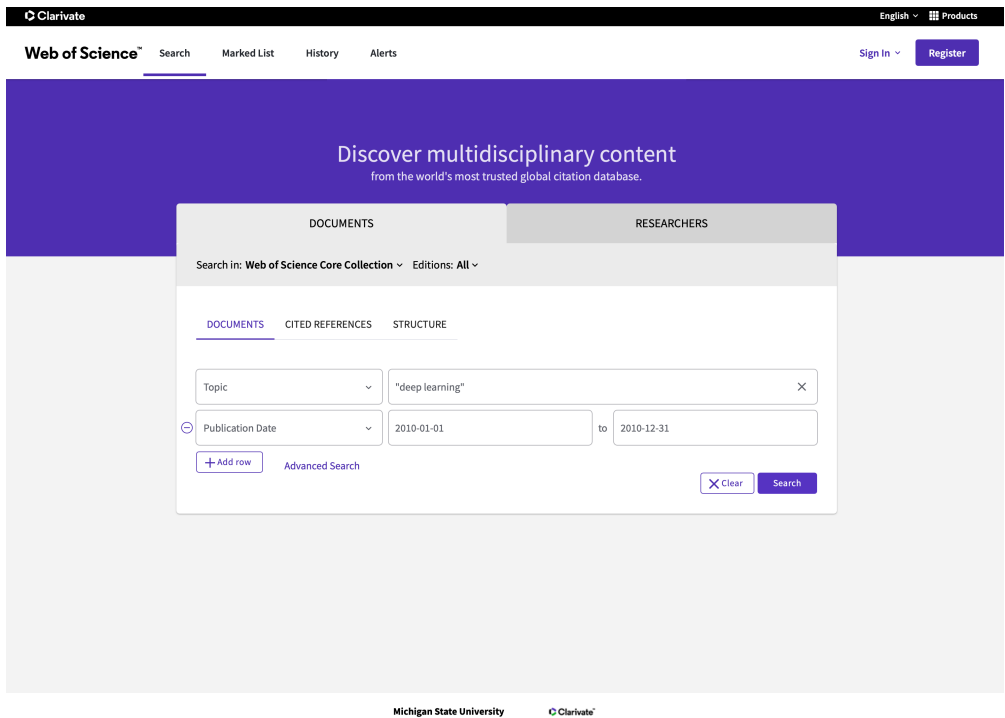 Clarivate English Products
Web of Science™ Search Marked List History Alerts Sign In Register
Discover multidisciplinary content
from the world's most trusted global citation database.
DOCUMENTS RESEARCHERS
Search in: Web of Science Core Collection Editions: All
DOCUMENTS CITED REFERENCES STRUCTURE
Topic "deep learning"
Publication Date 2010-01-01 to 2010-12-31
+ Add row Advanced Search
Clear Search
Michigan State University Clarivate™